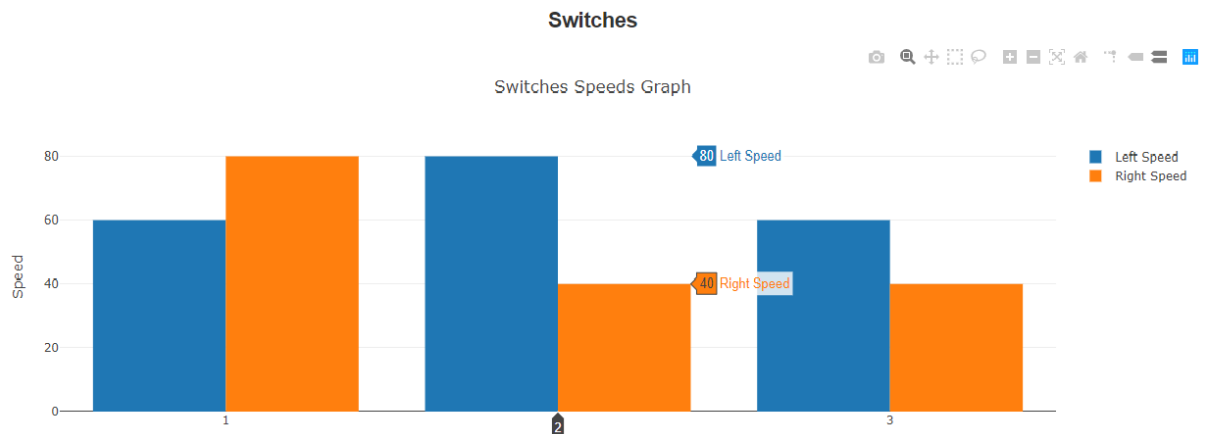 Switches
Switches Speeds Graph
80
60
40
20
0
Speed
80 Left Speed
40 Right Speed
1
2
3
Left Speed
Right Speed